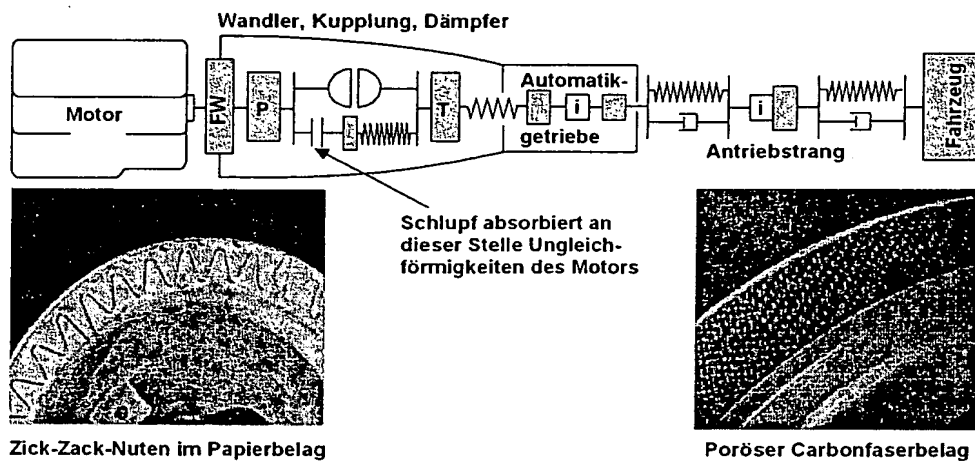 Wandler, Kupplung, Dämpfer
Motor
FW
P
i
T
Automatik-
getriebe
i
i
Antriebstrang
Fahrzeug
Schlupf absorbiert an
dieser Stelle Ungleich-
förmigkeiten des Motors
Zick-Zack-Nuten im Papierbelag
Poröser Carbonfaserbelag